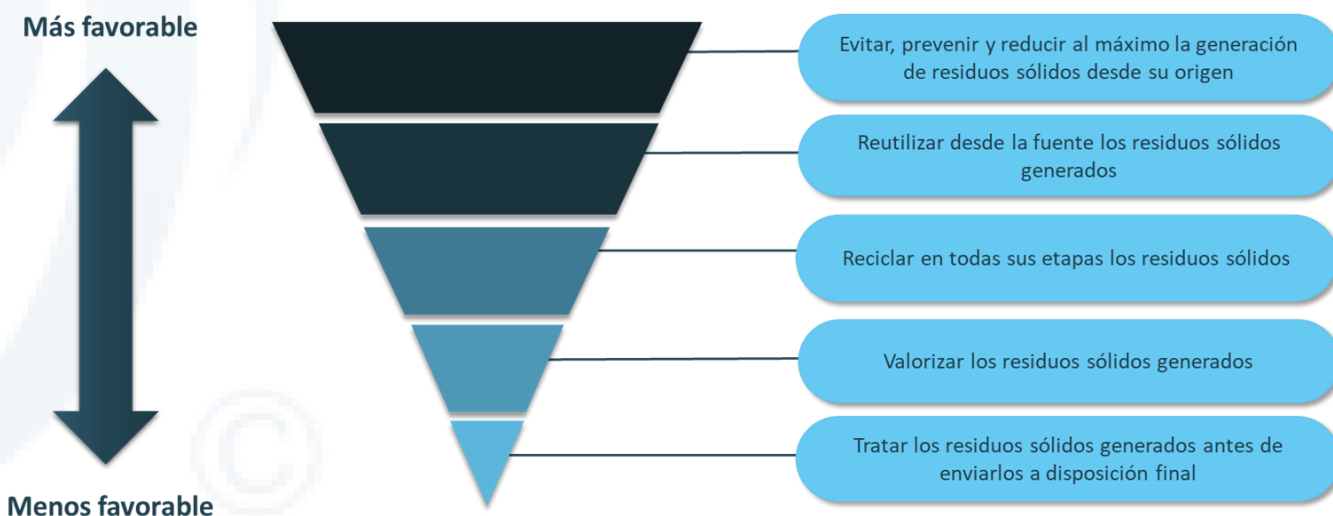 Más favorable
Evitar, prevenir y reducir al máximo la generación
de residuos sólidos desde su origen
Reutilizar desde la fuente los residuos sólidos
generados
Reciclar en todas sus etapas los residuos sólidos
Valorizar los residuos sólidos generados
Tratar los residuos sólidos generados antes de
enviarlos a disposición final
Menos favorable
©